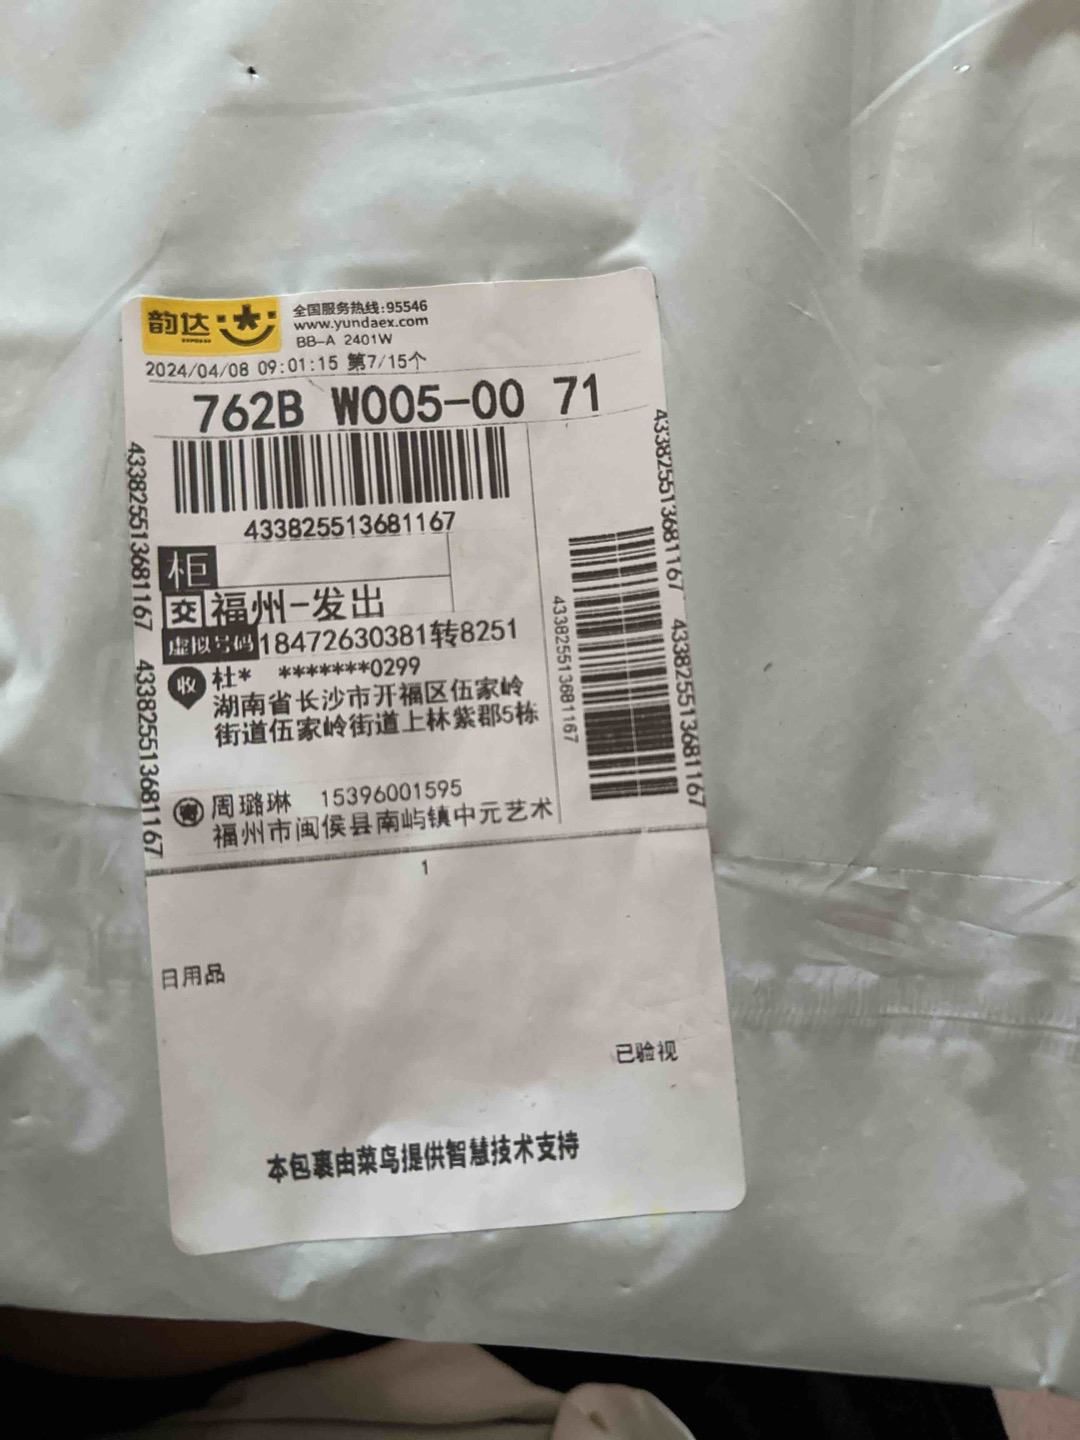 韵达
EXPRESS
全国服务热线:95546
www.yundaex.com
BB-A 2401W
2024/04/08 09:01:15 第7/15个
762B W005-00 71
433825513681167
433825513681167
433825513681167
433825513681167
433825513681167
433825513681167
柜
交 福州-发出
虚拟号码 18472630381转8251
收 杜* *******0299
湖南省长沙市开福区伍家岭
街道伍家岭街道上林紫郡5栋
寄 周璐琳 15396001595
福州市闽侯县南屿镇中元艺术
1
日用品
已验视
本包裹由菜鸟提供智慧技术支持